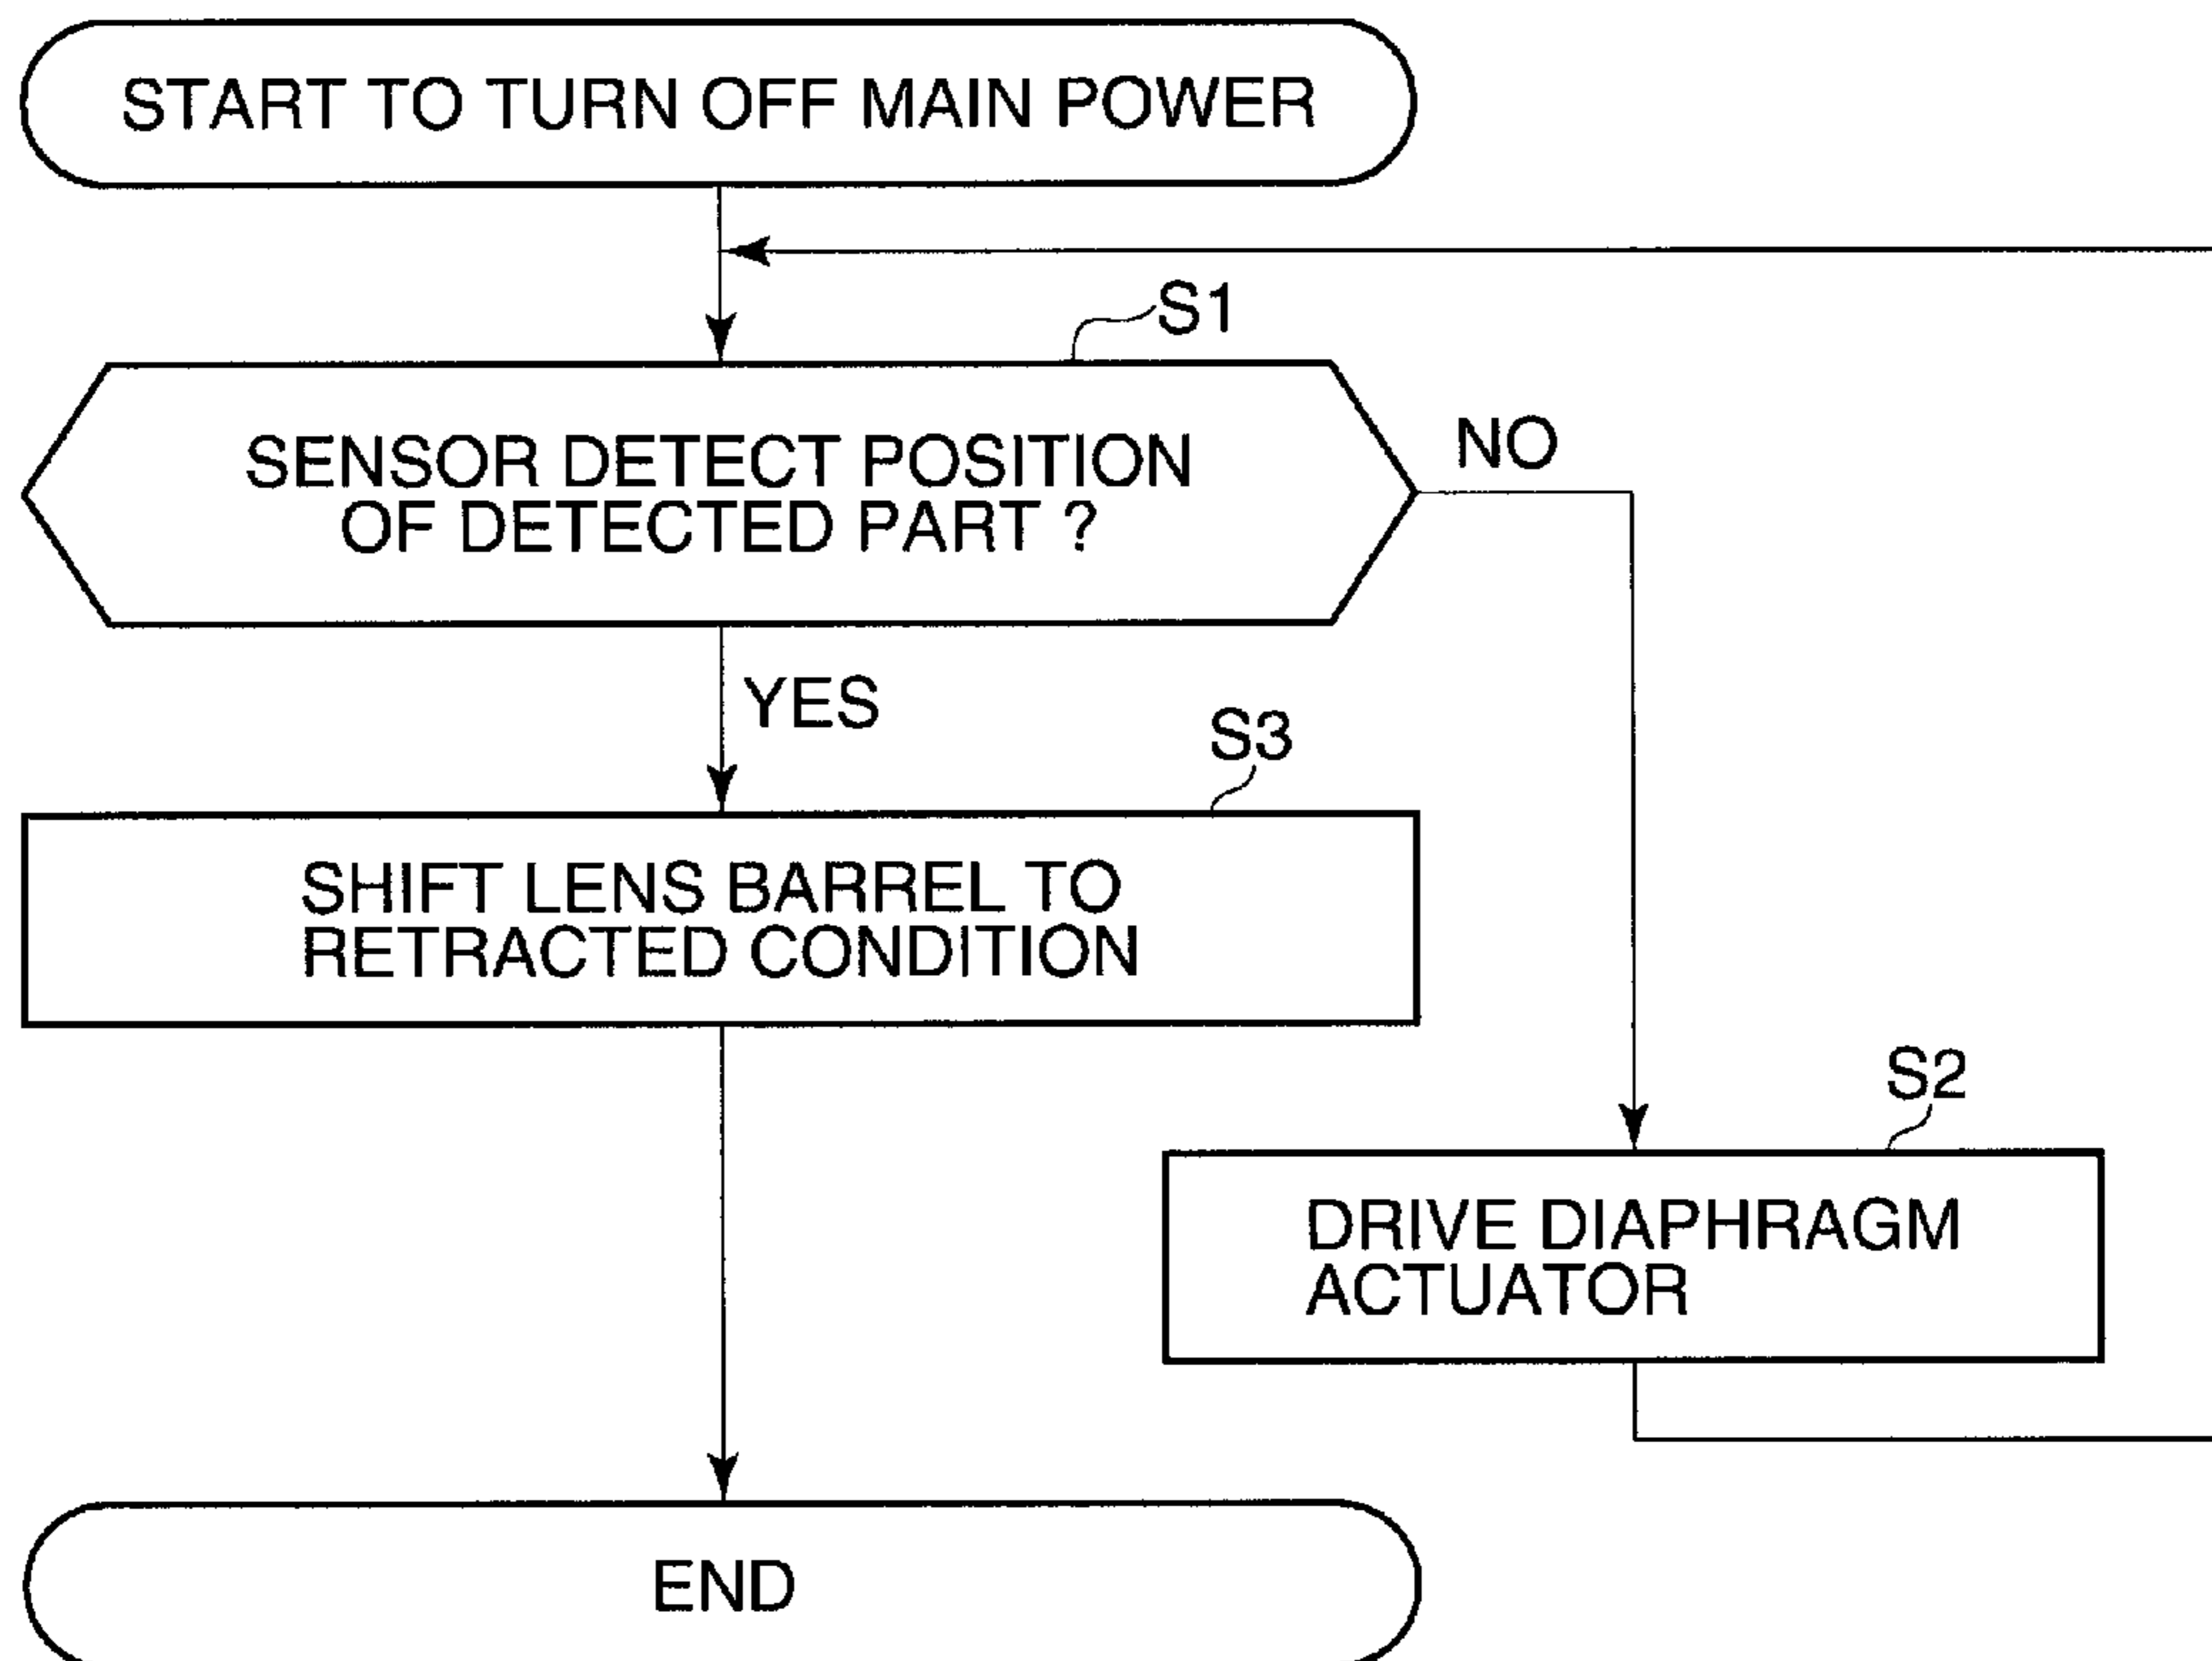 START TO TURN OFF MAIN POWER
S1
SENSOR DETECT POSITION
OF DETECTED PART ?
NO
YES
S3
SHIFT LENS BARREL TO
RETRACTED CONDITION
S2
DRIVE DIAPHRAGM
ACTUATOR
END